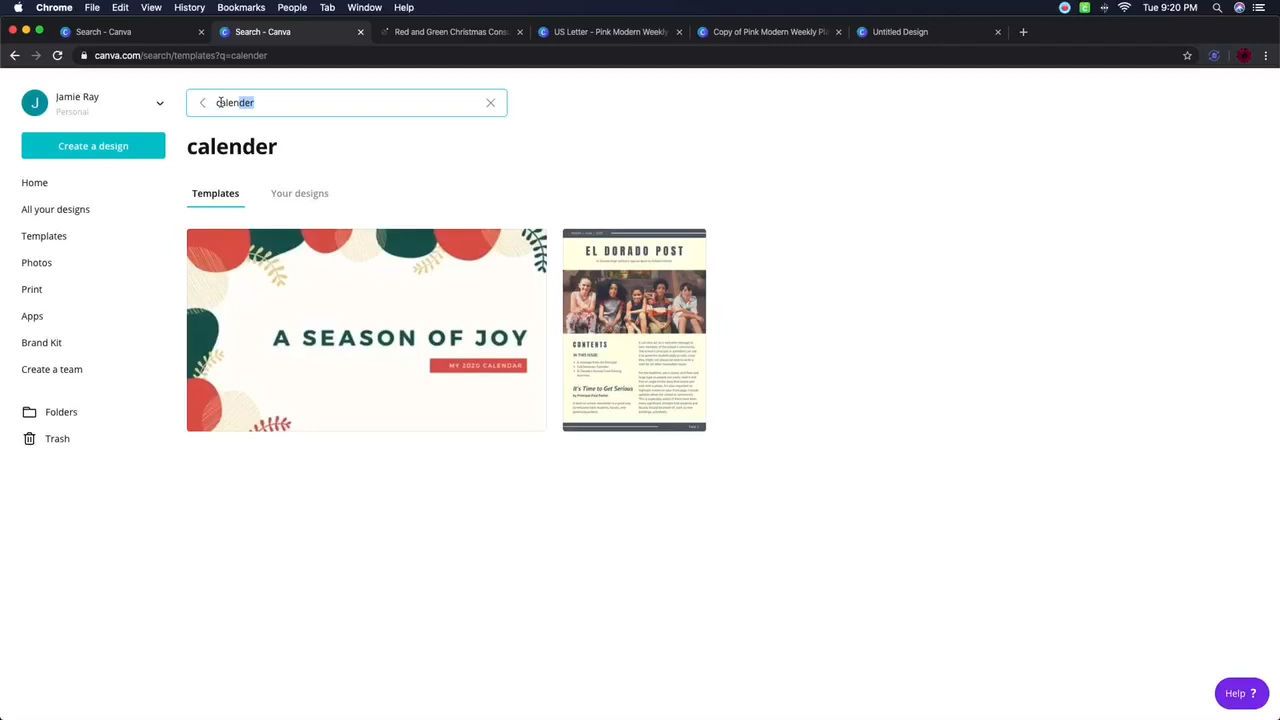 Chrome File Edit View History Bookmarks People Tab Window Help
Tue 9:20 PM
Search - Canva
Search - Canva
Red and Green Christmas Cons
US Letter - Pink Modern Weekly
Copy of Pink Modern Weekly Pla
Untitled Design
canva.com/search/templates?q=calender
J
Jamie Ray
Personal
calender
Create a design
calender
Home
All your designs
Templates
Photos
Print
Apps
Brand Kit
Create a team
Folders
Trash
Templates
Your designs
A SEASON OF JOY
MY 2020 CALENDAR
EL DORADO POST
CONTENTS
IN THIS ISSUE:
It's Time to Get Serious
Help ?